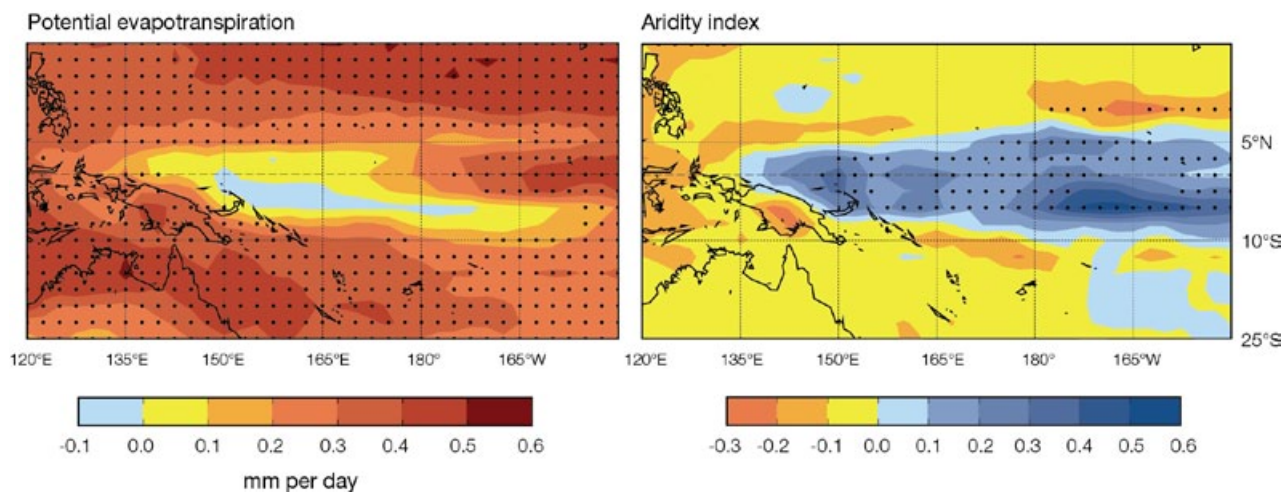 Potential evapotranspiration
Aridity index
5°N
10°S
25°S
120°E 135°E 150°E 165°E 180° 165°W
120°E 135°E 150°E 165°E 180° 165°W
-0.1 0.0 0.1 0.2 0.3 0.4 0.5 0.6
-0.3 -0.2 -0.1 0.0 0.1 0.2 0.3 0.4 0.5 0.6
mm per day